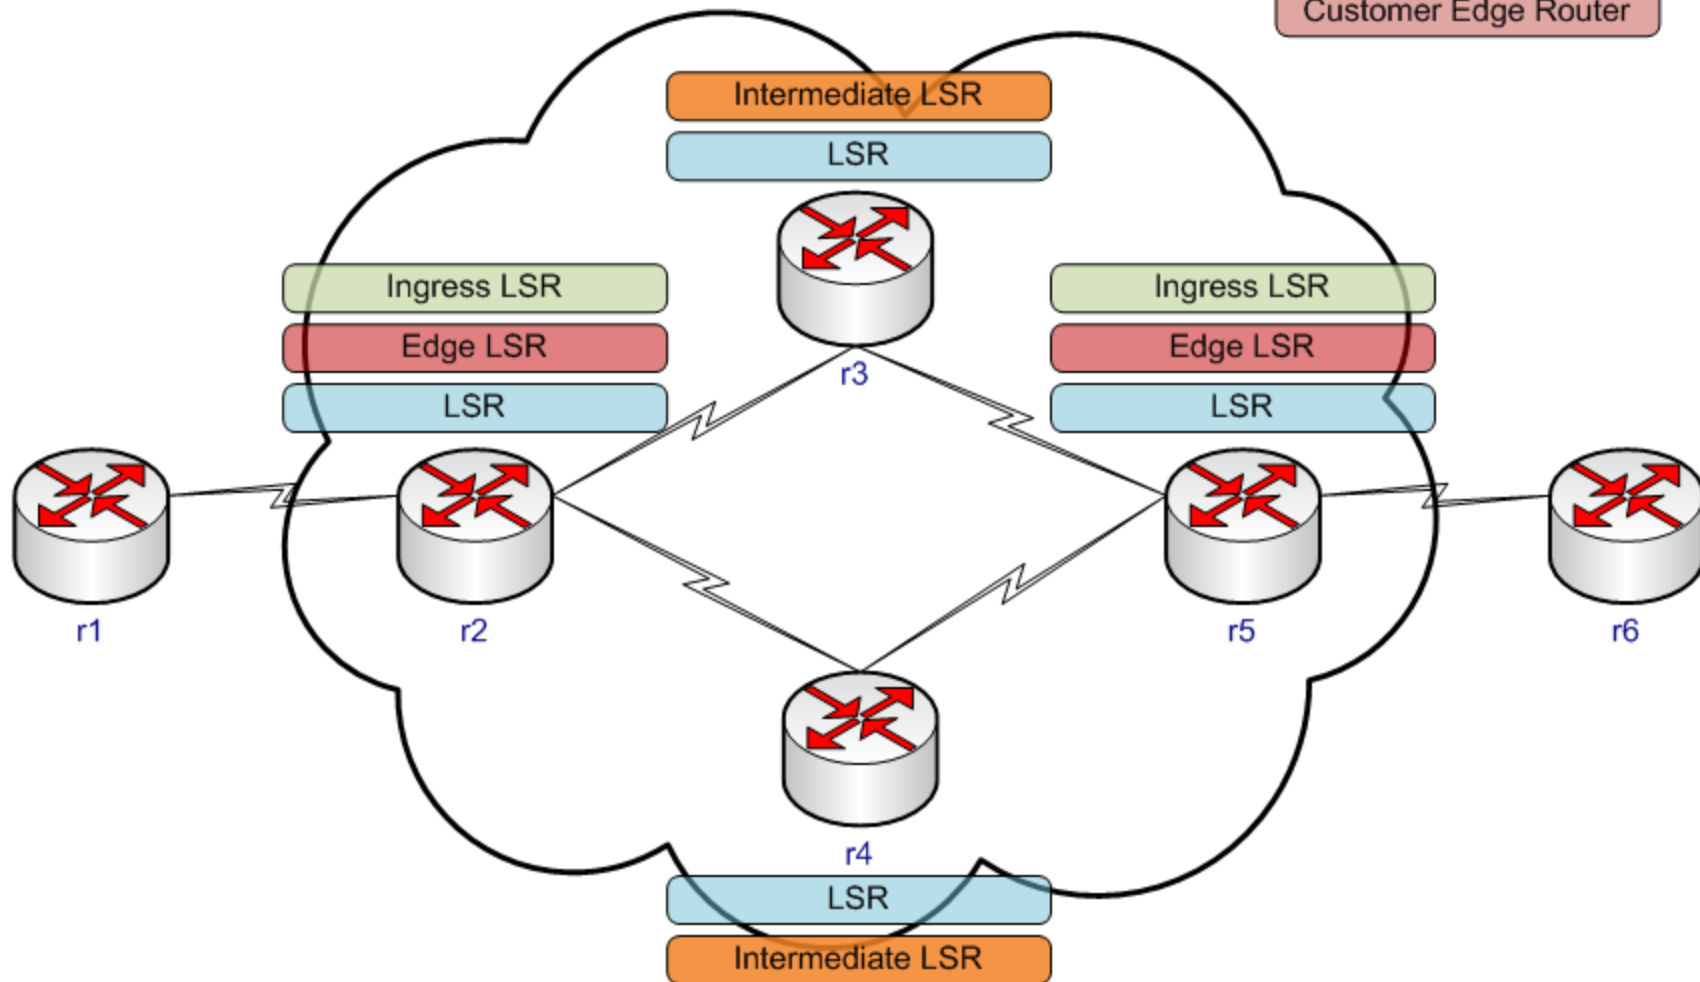 Customer Edge Router
Intermediate LSR
LSR
Ingress LSR
Edge LSR
LSR
Ingress LSR
Edge LSR
LSR
r3
r1
r2
r5
r6
r4
LSR
Intermediate LSR